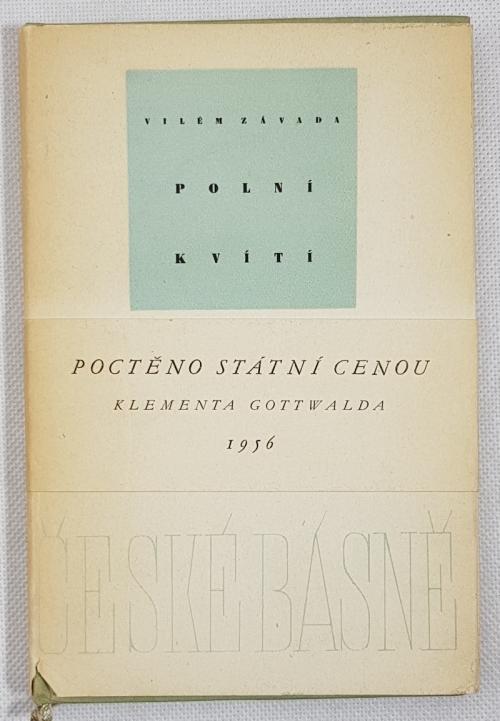 VILÉM ZÁVADA
POLNÍ
KVÍTÍ
POCTĚNO STÁTNÍ CENOU
KLEMENTA GOTTWALDA
1956
ČESKÉ BÁSNĚ